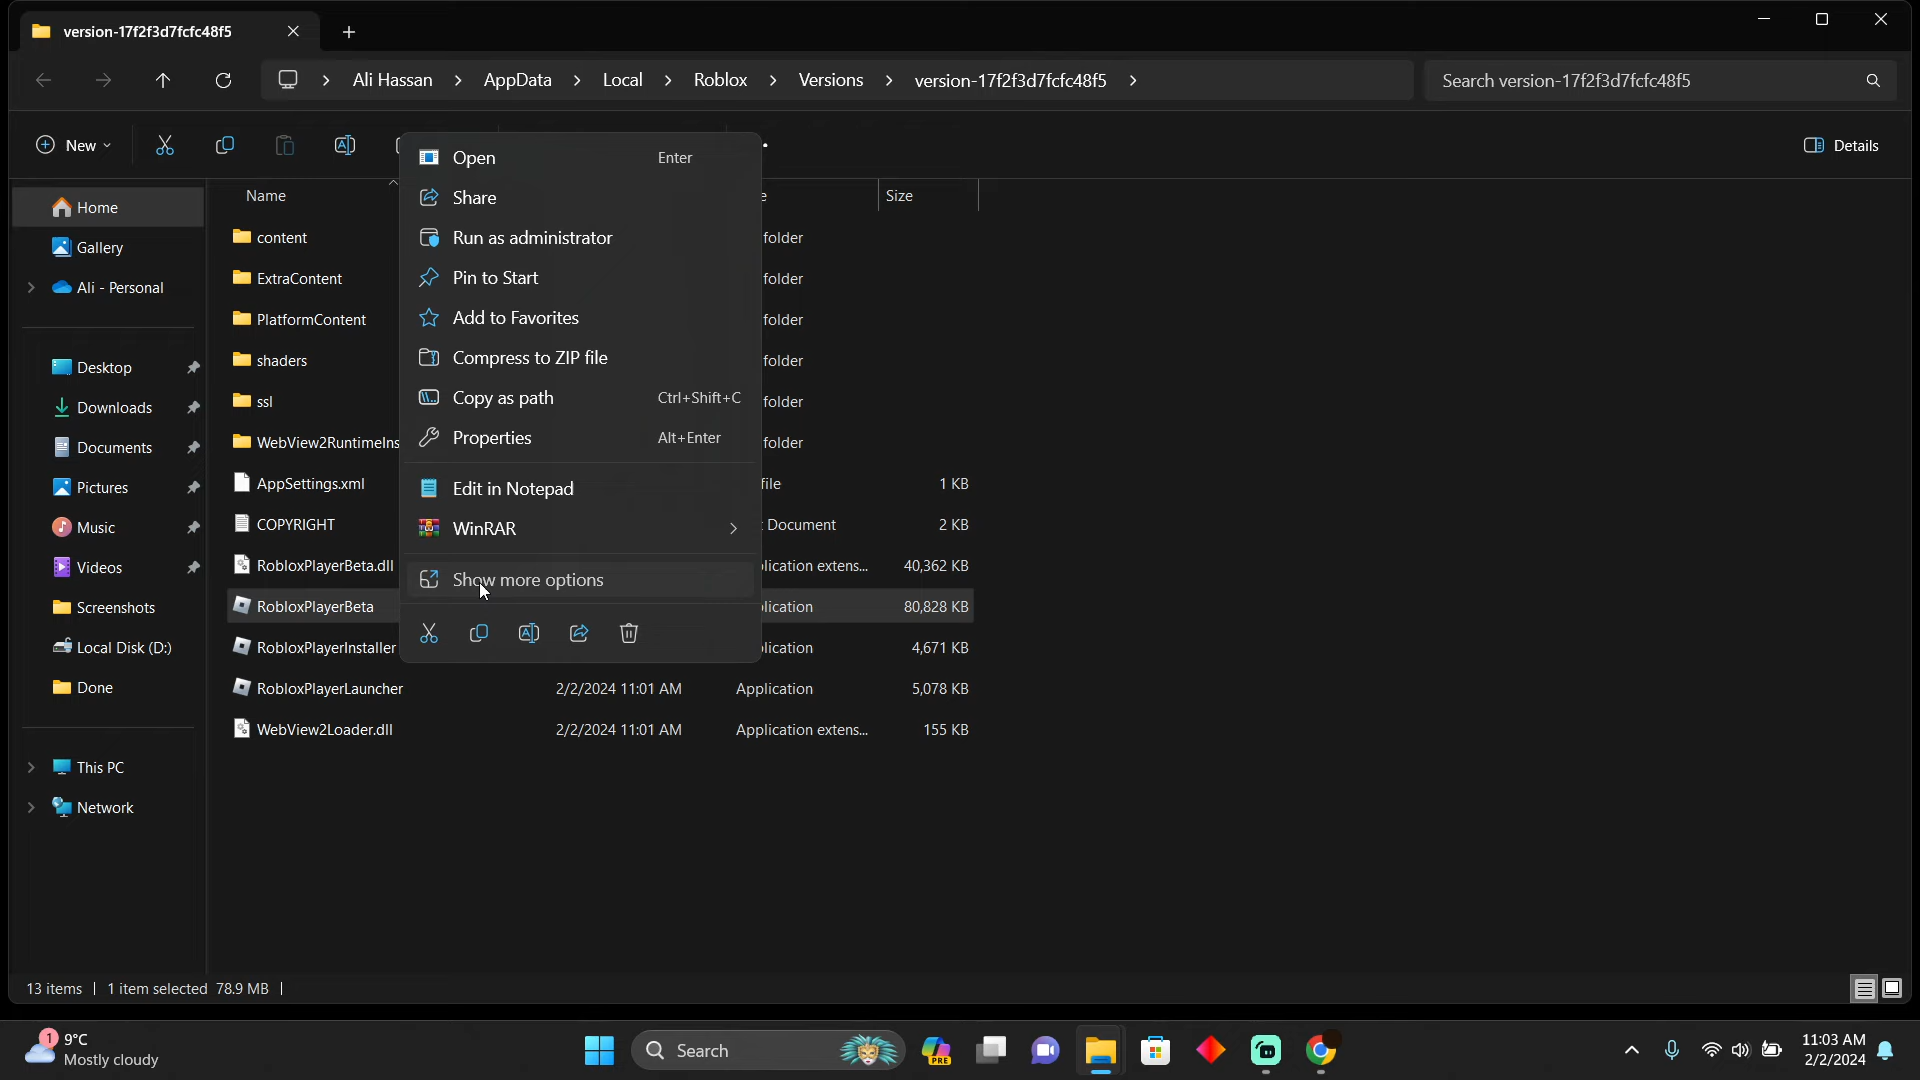 version-17f2f3d7fcfc48f5
Ali Hassan > AppData > Local > Roblox > Versions > version-17f2f3d7fcfc48f5 >
Search version-17f2f3d7fcfc48f5
New
Details
Name
Size
Home
Gallery
Ali - Personal
Desktop
Downloads
Documents
Pictures
Music
Videos
Screenshots
Local Disk (D:)
Done
This PC
Network
content folder
ExtraContent folder
PlatformContent folder
shaders folder
ssl folder
WebView2RuntimeIns folder
AppSettings.xml file 1 KB
COPYRIGHT Document 2 KB
RobloxPlayerBeta.dll lication extens... 40,362 KB
RobloxPlayerBeta lication 80,828 KB
RobloxPlayerInstaller lication 4,671 KB
RobloxPlayerLauncher 2/2/2024 11:01 AM Application 5,078 KB
WebView2Loader.dll 2/2/2024 11:01 AM Application extens... 155 KB
Open Enter
Share
Run as administrator
Pin to Start
Add to Favorites
Compress to ZIP file
Copy as path Ctrl+Shift+C
Properties Alt+Enter
Edit in Notepad
WinRAR
Show more options
13 items 1 item selected 78.9 MB
1 9°C
Mostly cloudy
Search
PRE
11:03 AM
2/2/2024